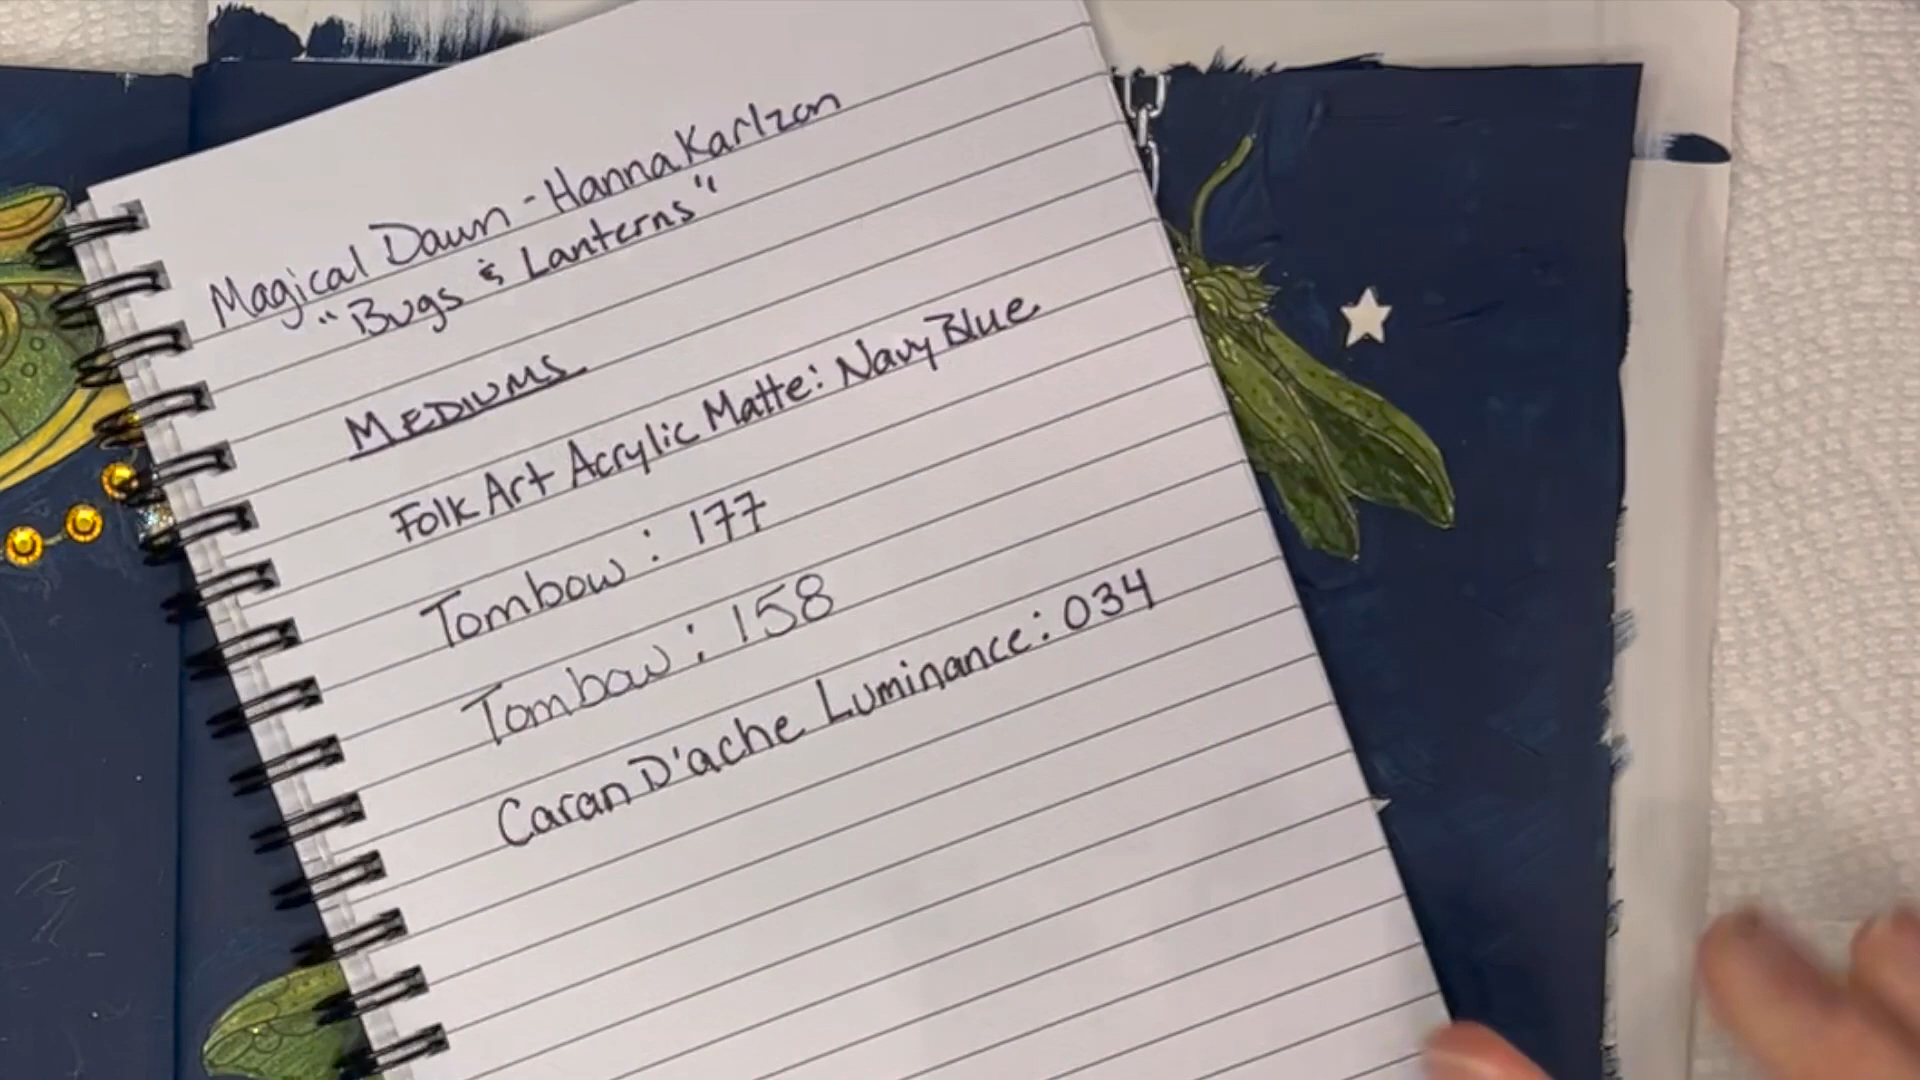 Magical Dawn - Hanna Karlzon
"Bugs & Lanterns"
MEDIUMS
Folk Art Acrylic Matte: Navy Blue
Tombow: 177
Tombow: 158
Caran D'ache Luminance: 034